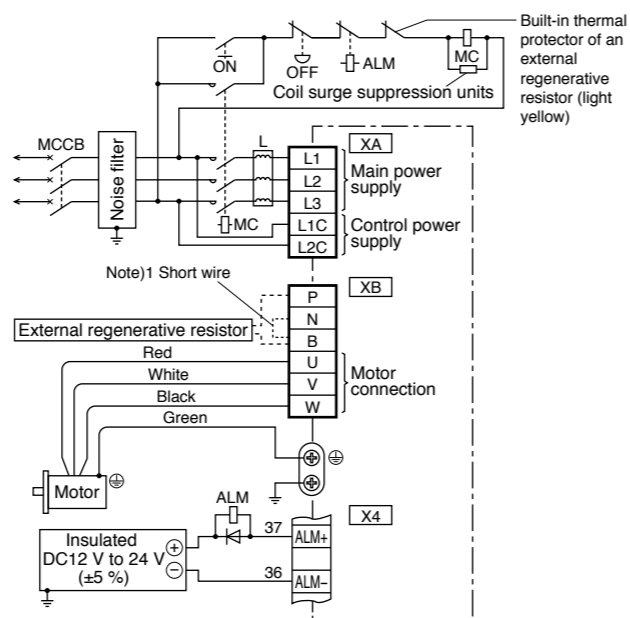 Built-in thermal
protector of an
external
regenerative
resistor (light
yellow)
ON
OFF
ALM
MC
Coil surge suppression units
MCCB
Noise filter
L
MC
XA
L1
L2
L3
L1C
L2C
Main power
supply
Control power
supply
Note)1 Short wire
External regenerative resistor
XB
P
N
B
U
V
W
Motor
connection
Red
White
Black
Green
Motor
ALM
Insulated
DC12 V to 24 V
(±5 %)
+
−
37
36
X4
ALM+
ALM−